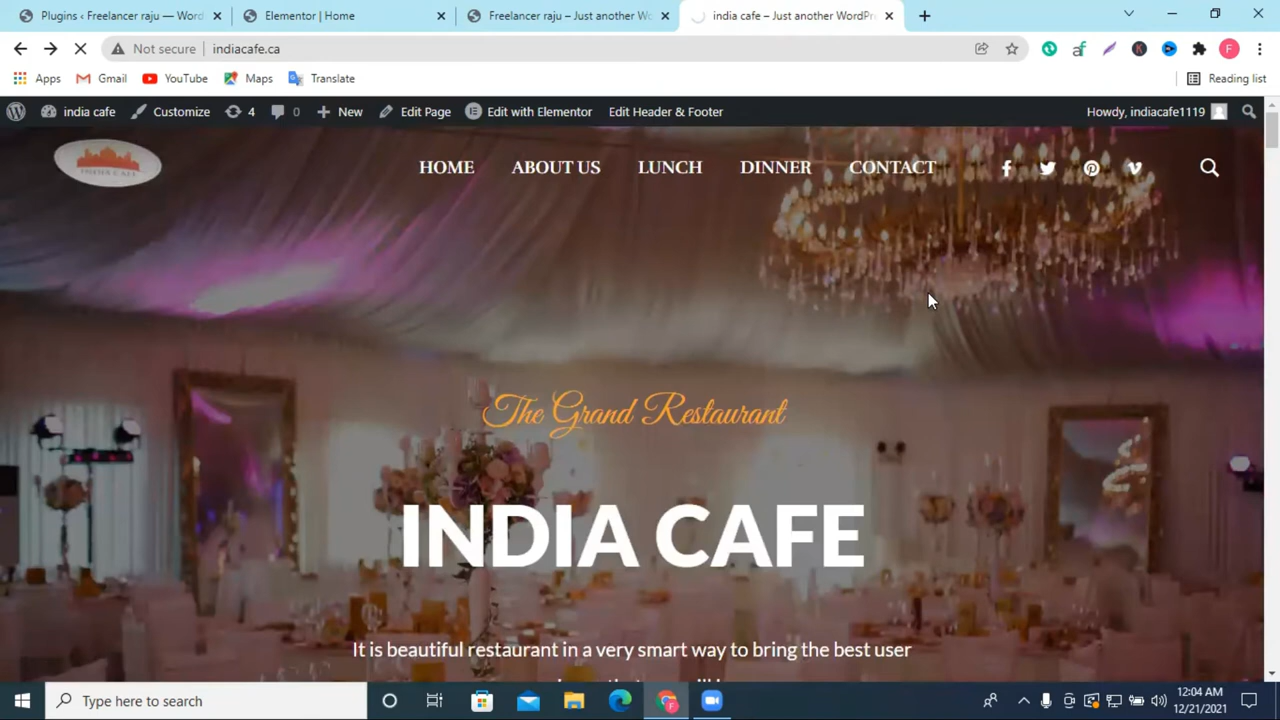 Plugins ‹ Freelancer raju — Word
Elementor | Home
Freelancer raju – Just another Wo
india cafe – Just another WordPre
Not secure
indiacafe.ca
Apps
Gmail
YouTube
Maps
Translate
Reading list
india cafe
Customize
4
0
New
Edit Page
Edit with Elementor
Edit Header & Footer
Howdy, indiacafe1119
HOME
ABOUT US
LUNCH
DINNER
CONTACT
The Grand Restaurant
INDIA CAFE
It is beautiful restaurant in a very smart way to bring the best user
Type here to search
12:04 AM
12/21/2021